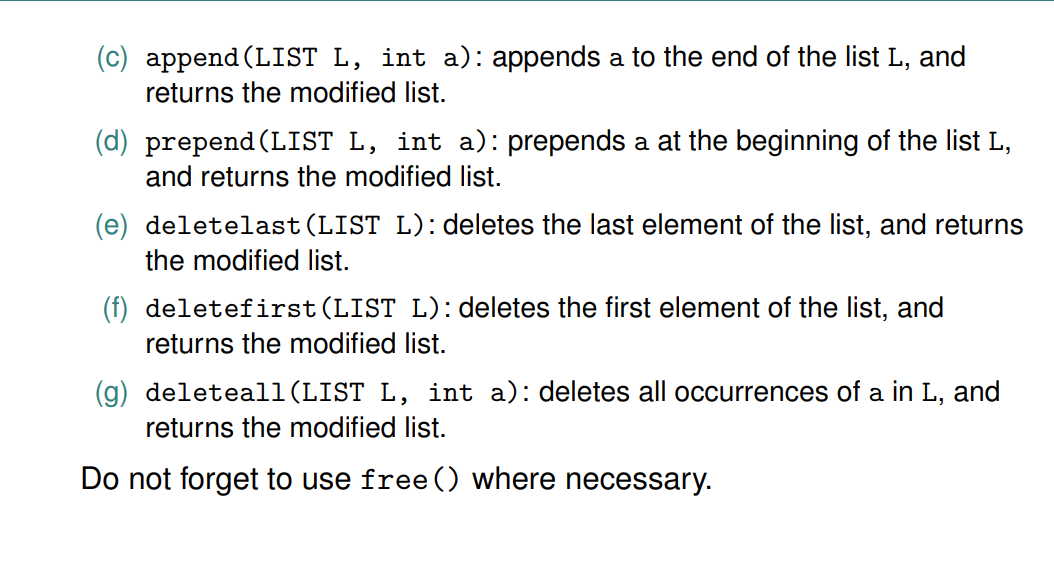 (c) append(LIST L, int a): appends a to the end of the list L, and
returns the modified list.
(d) prepend(LIST L, int a): prepends a at the beginning of the list L,
and returns the modified list.
(e) deletelast(LIST L): deletes the last element of the list, and returns
the modified list.
(f) deletefirst(LIST L): deletes the first element of the list, and
returns the modified list.
(g) deleteall(LIST L, int a): deletes all occurrences of a in L, and
returns the modified list.
Do not forget to use free() where necessary.